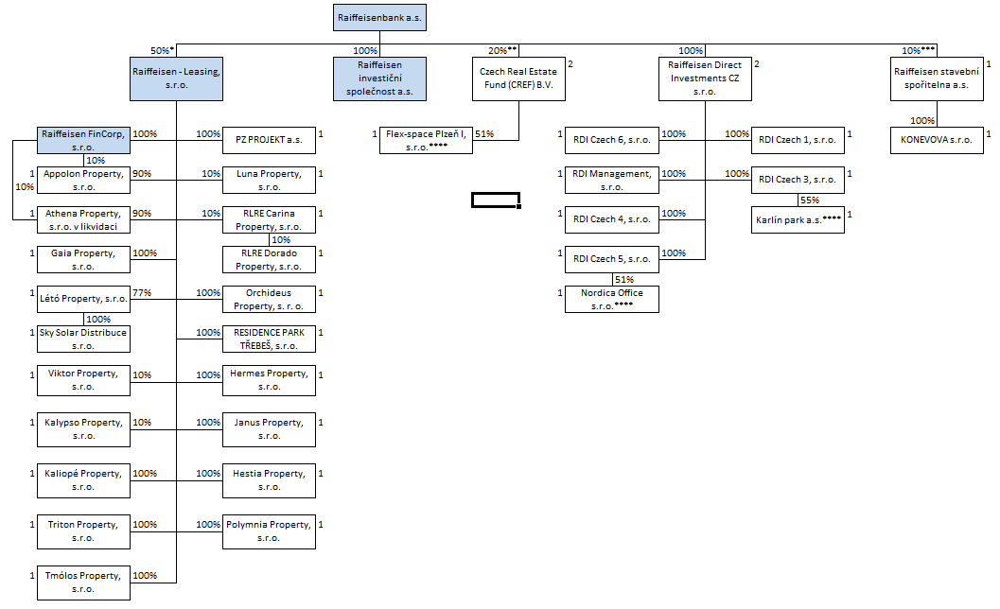 Raiffeisenbank a.s.
50%*
100%
20%**
100%
10%***
Raiffeisen - Leasing,
s.r.o.
Raiffeisen
investiční
společnost a.s.
Czech Real Estate
Fund (CREF) B.V.
2
Raiffeisen Direct
Investments CZ
s.r.o.
2
Raiffeisen stavební
spořitelna a.s.
1
Raiffeisen FinCorp,
s.r.o.
100%
100%
PZ PROJEKT a.s.
1
1
Flex-space Plzeň I,
s.r.o.****
51%
1
RDI Czech 6, s.r.o.
100%
100%
RDI Czech 1, s.r.o.
1
100%
KONEVOVA s.r.o.
1
10%
1
10%
Appolon Property,
s.r.o.
90%
10%
Luna Property,
s.r.o.
1
1
RDI Management,
s.r.o.
100%
100%
RDI Czech 3, s.r.o.
1
55%
1
Athena Property,
s.r.o. v likvidaci
90%
10%
RLRE Carina
Property, s.r.o.
1
1
RDI Czech 4, s.r.o.
100%
Karlín park a.s.****
1
10%
1
Gaia Property,
s.r.o.
100%
RLRE Dorado
Property, s.r.o.
1
1
RDI Czech 5, s.r.o.
100%
51%
1
Létó Property, s.r.o.
77%
100%
Orchideus
Property, s. r. o.
1
1
Nordica Office
s.r.o.****
100%
1
Sky Solar Distribuce
s.r.o.
100%
RESIDENCE PARK
TŘEBEŠ, s.r.o.
1
1
Viktor Property,
s.r.o.
10%
100%
Hermes Property,
s.r.o.
1
1
Kalypso Property,
s.r.o.
10%
100%
Janus Property,
s.r.o.
1
1
Kaliopé Property,
s.r.o.
100%
100%
Hestia Property,
s.r.o.
1
1
Triton Property,
s.r.o.
100%
100%
Polymnia Property,
s.r.o.
1
1
Tmólos Property,
s.r.o.
100%